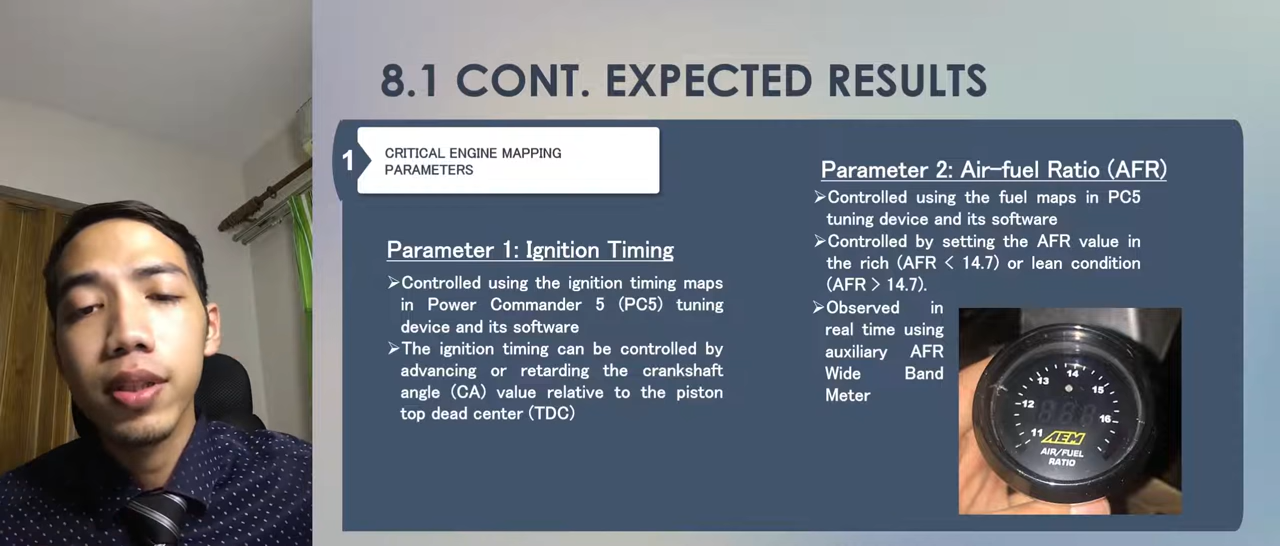 8.1 CONT. EXPECTED RESULTS
1
CRITICAL ENGINE MAPPING
PARAMETERS
Parameter 1: Ignition Timing
➢Controlled using the ignition timing maps
in Power Commander 5 (PC5) tuning
device and its software
➢The ignition timing can be controlled by
advancing or retarding the crankshaft
angle (CA) value relative to the piston
top dead center (TDC)
Parameter 2: Air-fuel Ratio (AFR)
➢Controlled using the fuel maps in PC5
tuning device and its software
➢Controlled by setting the AFR value in
the rich (AFR < 14.7) or lean condition
(AFR > 14.7).
➢Observed in
real time using
auxiliary AFR
Wide Band
Meter
11
12
13
14
15
16
AEM
AIR/FUEL
RATIO